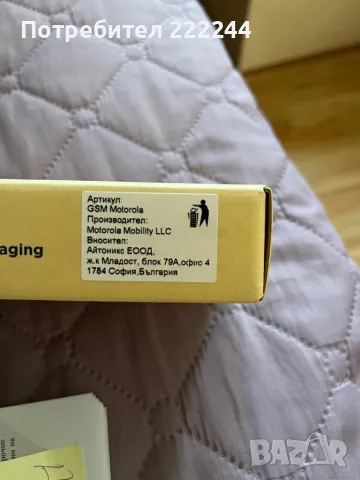 Потребител 222244
Артикул:
GSM Motorola
Производител:
Motorola Mobility LLC
Вносител:
Айтоникс ЕООД,
ж.к Младост, блок 79А,офис 4
1784 София,България
aging
BAZAR